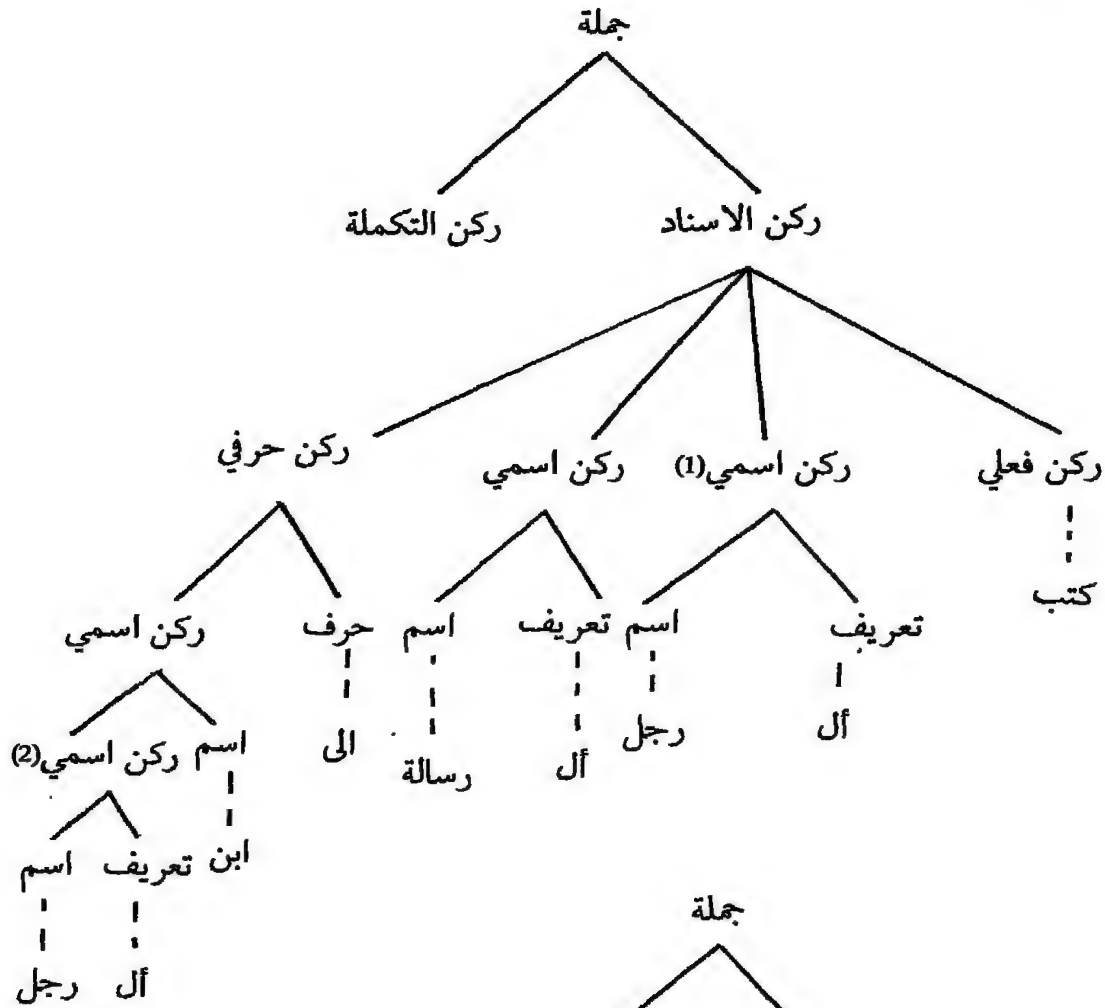 جملة
ركن الاسناد ركن التكملة
ركن فعلي ركن اسمي(1) ركن اسمي ركن حرفي
كتب
تعريف اسم تعريف اسم حرف ركن اسمي
أل رجل أل رسالة الى
اسم ركن اسمي(2)
ابن تعريف اسم
أل رجل
جملة